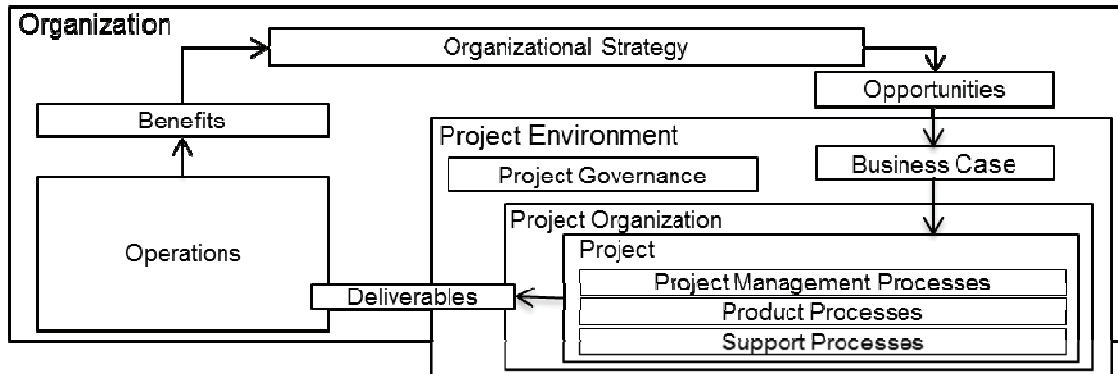 Organization
Organizational Strategy
Opportunities
Benefits
Project Environment
Business Case
Project Governance
Project Organization
Operations
Project
Project Management Processes
Deliverables
Product Processes
Support Processes